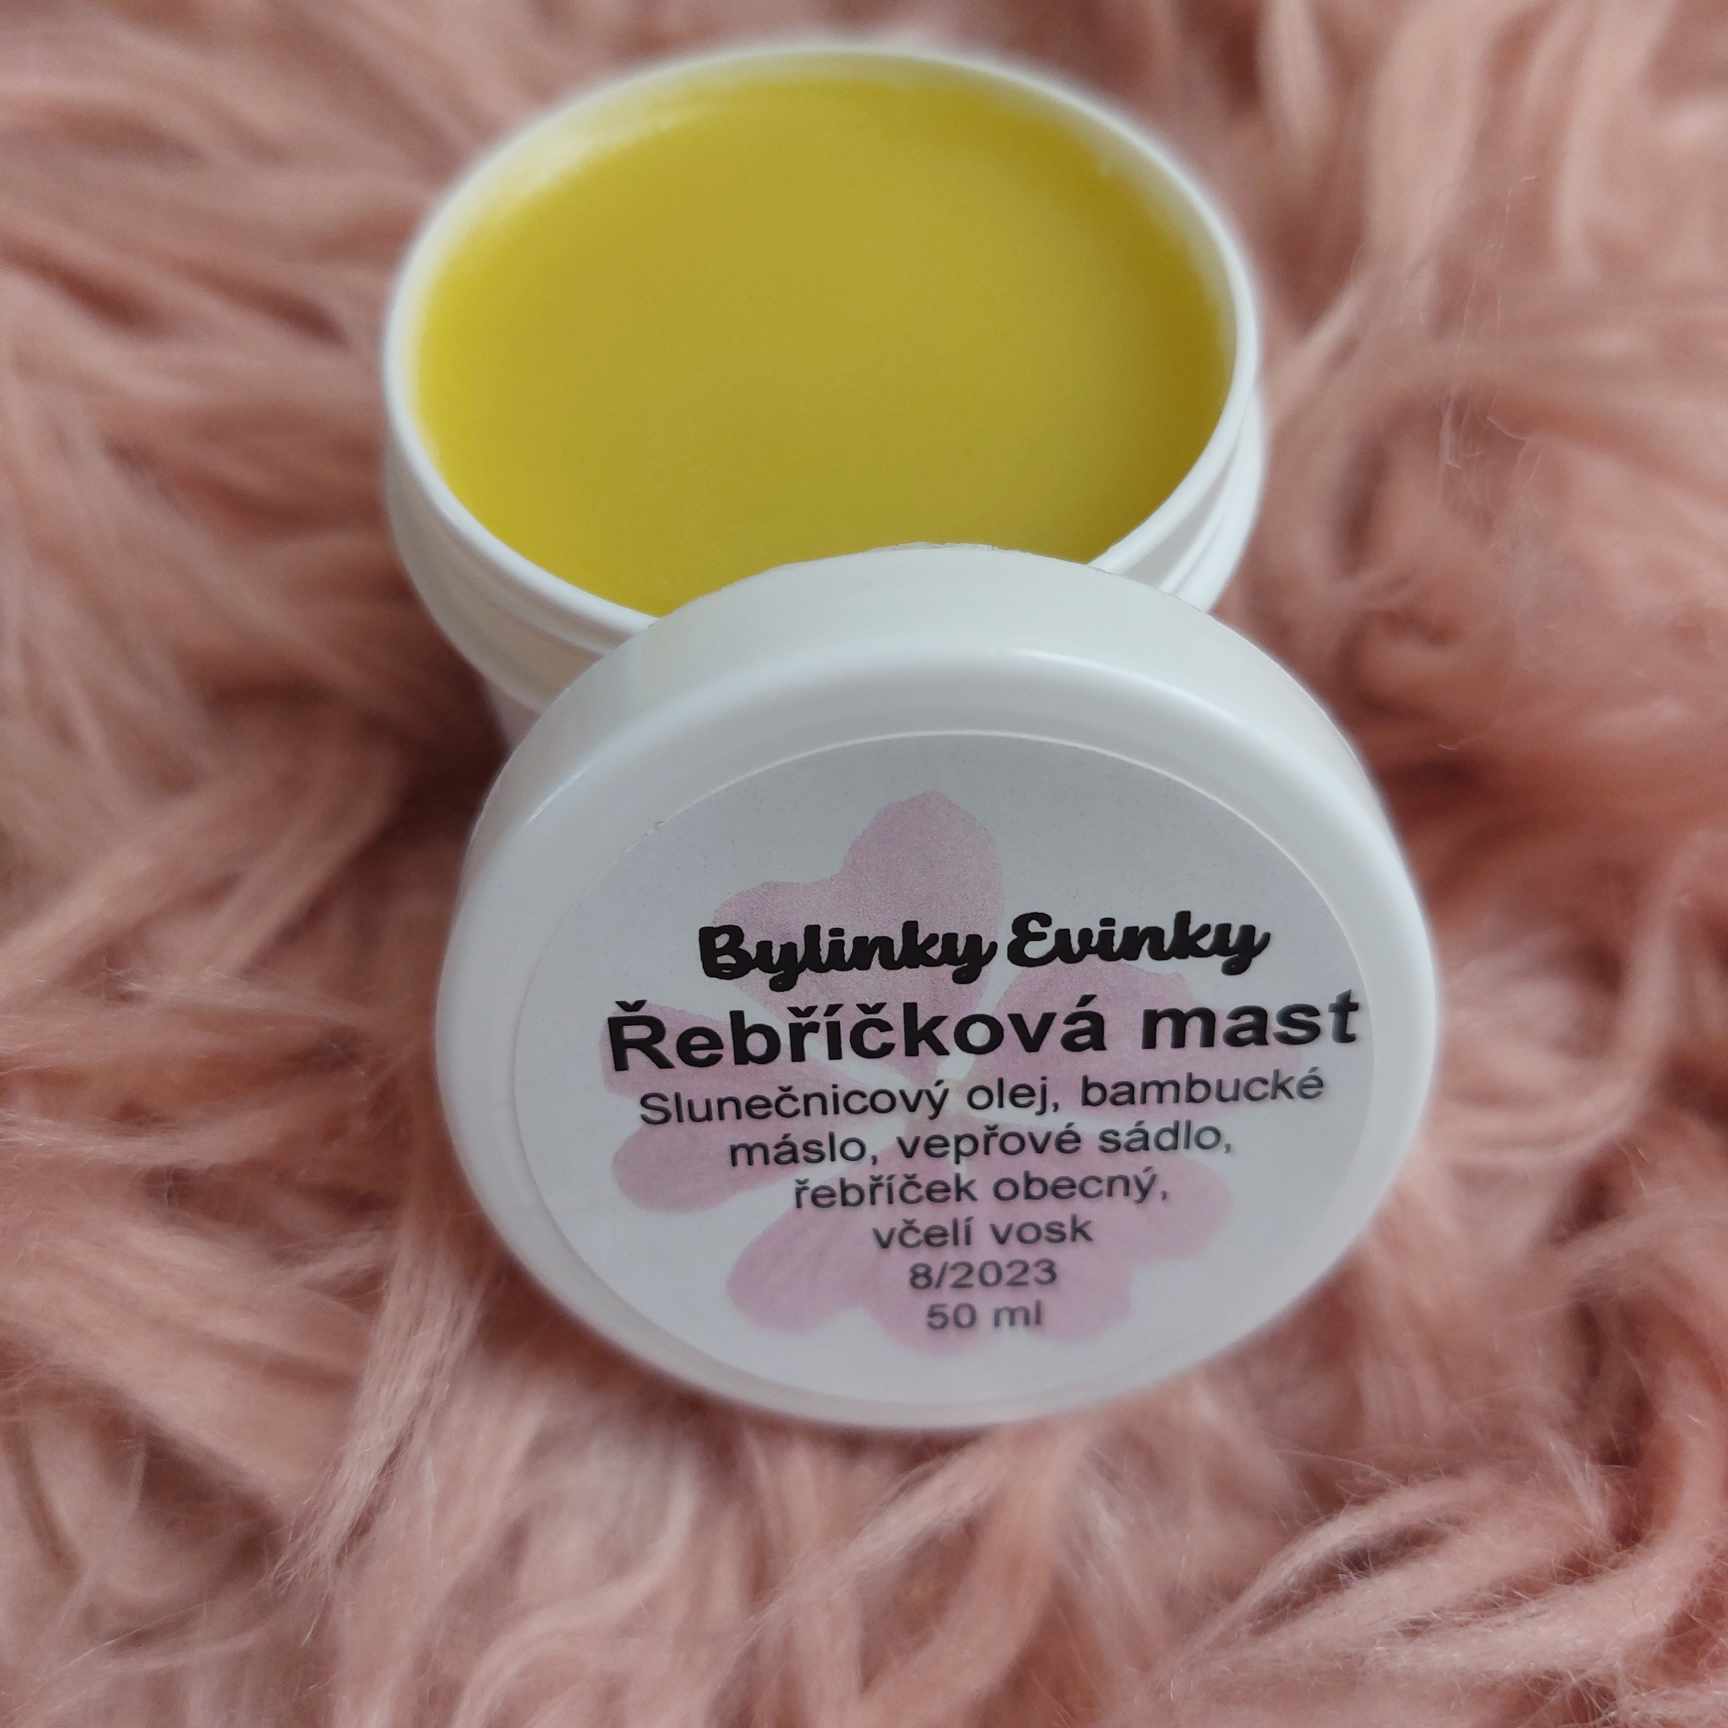 Bylinky Evinky
Řebříčková mast
Slunečnicový olej, bambucké
máslo, vepřové sádlo,
řebříček obecný,
včelí vosk
8/2023
50 ml